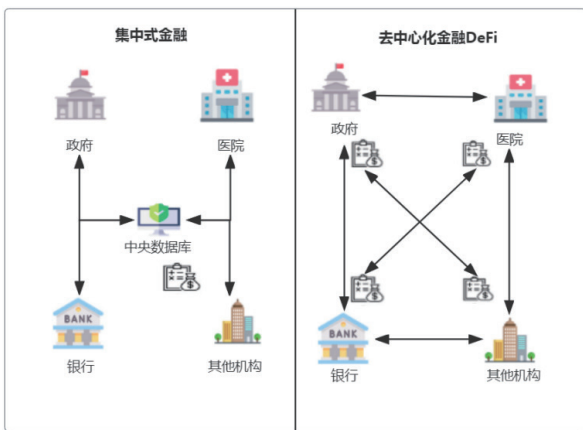 集中式金融
政府
医院
中央数据库
BANK
银行
其他机构
去中心化金融DeFi
政府
医院
BANK
银行
其他机构